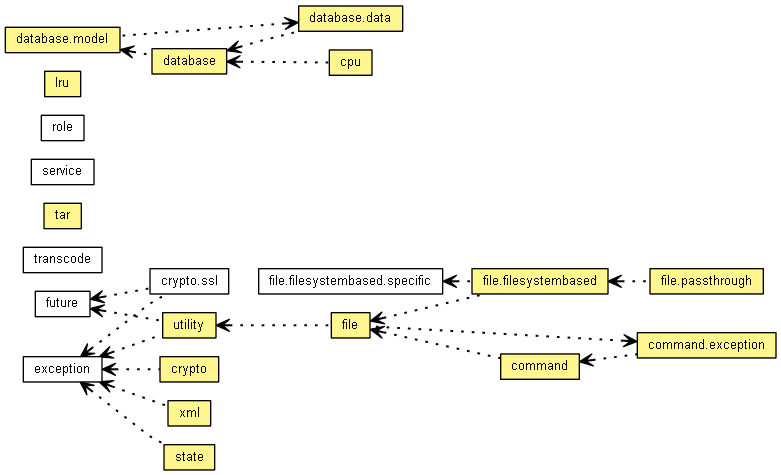 database.data
database.model
database
cpu
lru
role
service
tar
transcode
crypto.ssl
file.filesystembased.specific
file.filesystembased
file.passthrough
future
utility
file
command.exception
exception
crypto
command
xml
state